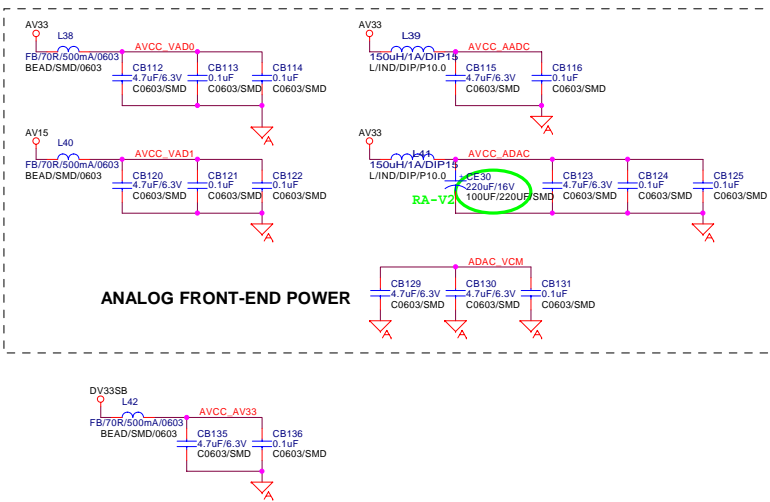 AV33
L38
FB/70R/500mA/0603
BEAD/SMD/0603
AVCC_VAD0
CB112
4.7uF/6.3V
C0603/SMD
CB113
0.1uF
C0603/SMD
CB114
0.1uF
C0603/SMD
A
AV33
L39
150uH/1A/DIP15
L/IND/DIP/P10.0
AVCC_AADC
CB115
4.7uF/6.3V
C0603/SMD
CB116
0.1uF
C0603/SMD
A
AV15
L40
FB/70R/500mA/0603
BEAD/SMD/0603
AVCC_VAD1
CB120
4.7uF/6.3V
C0603/SMD
CB121
0.1uF
C0603/SMD
CB122
0.1uF
C0603/SMD
A
AV33
L41
150uH/1A/DIP15
L/IND/DIP/P10.0
AVCC_ADAC
+
CE30
220uF/16V
100UF/220UF/SMD
RA-V2
CB123
4.7uF/6.3V
C0603/SMD
CB124
0.1uF
C0603/SMD
CB125
0.1uF
C0603/SMD
A
ANALOG FRONT-END POWER
ADAC_VCM
CB129
4.7uF/6.3V
C0603/SMD
CB130
4.7uF/6.3V
C0603/SMD
CB131
0.1uF
C0603/SMD
A
A
A
DV33SB
L42
FB/70R/500mA/0603
BEAD/SMD/0603
AVCC_AV33
CB135
4.7uF/6.3V
C0603/SMD
CB136
0.1uF
C0603/SMD
A